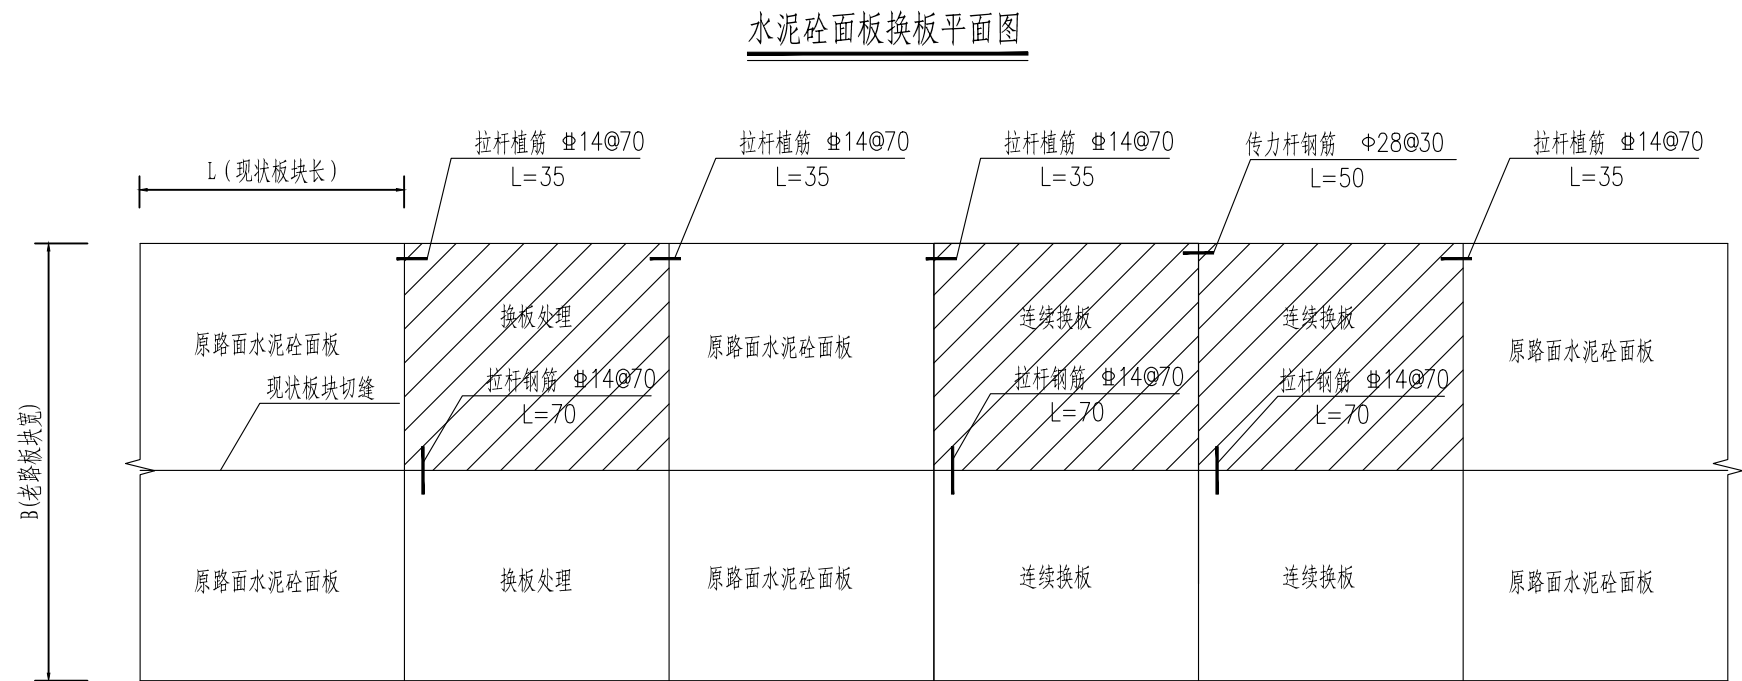 水泥砼面板换板平面图
拉杆植筋 Φ14@70
L=35
拉杆植筋 Φ14@70
L=35
拉杆植筋 Φ14@70
L=35
传力杆钢筋 Φ28@30
L=50
拉杆植筋 Φ14@70
L=35
L（现状板块长）
B(老路板块宽)
原路面水泥砼面板
换板处理
原路面水泥砼面板
连续换板
连续换板
原路面水泥砼面板
现状板块切缝
拉杆钢筋 Φ14@70
L=70
拉杆钢筋 Φ14@70
L=70
拉杆钢筋 Φ14@70
L=70
原路面水泥砼面板
换板处理
原路面水泥砼面板
连续换板
连续换板
原路面水泥砼面板